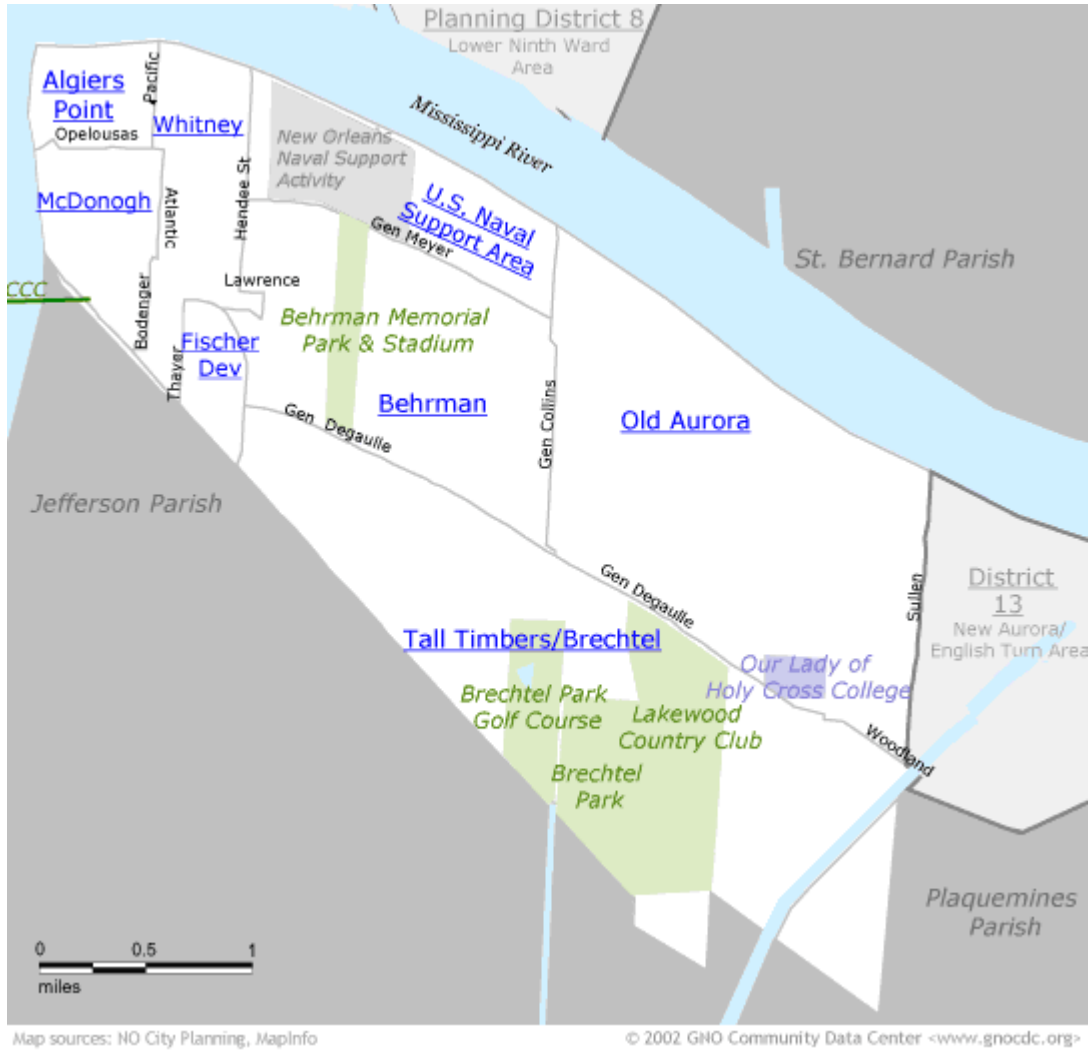 Planning District 8
Lower Ninth Ward
Area
Algiers
Point
Pacific
Whitney
Opelousas
New Orleans
Naval Support
Activity
Mississippi River
McDonogh
Atlantic
Hendee St
U.S. Naval
Support Area
Gen Meyer
St. Bernard Parish
CCC
Lawrence
Bodenger
Behrman Memorial
Park & Stadium
Fischer
Dev
Thayer
Behrman
Gen Degaulle
Gen Collins
Old Aurora
Jefferson Parish
Gen Degaulle
Sullen
District
13
New Aurora/
English Turn Area
Tall Timbers/Brechtel
Our Lady of
Holy Cross College
Brechtel Park
Golf Course
Lakewood
Country Club
Woodland
Brechtel
Park
Plaquemines
Parish
0 0.5 1
miles
Map sources: NO City Planning, MapInfo
© 2002 GNO Community Data Center <www.gnocdc.org>